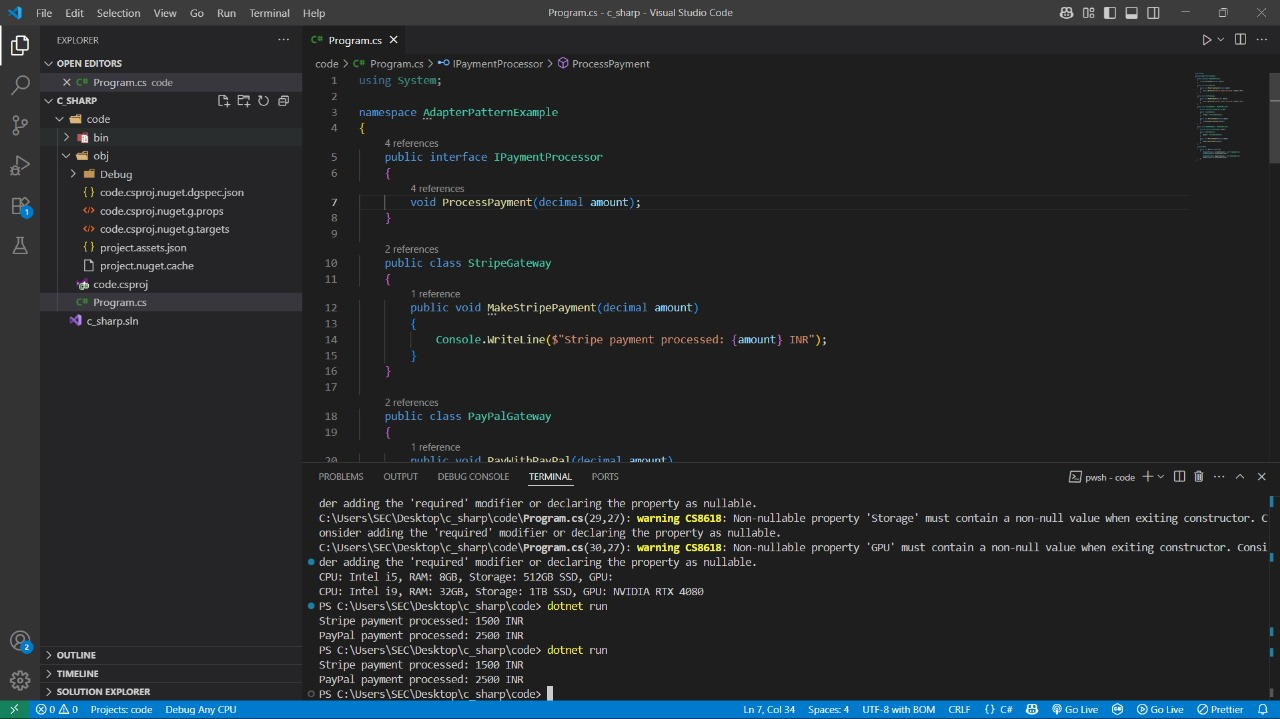 File Edit Selection View Go Run Terminal Help
Program.cs - c_sharp - Visual Studio Code
EXPLORER
OPEN EDITORS
C# Program.cs code
C_SHARP
code
bin
obj
Debug
{} code.csproj.nuget.dgspec.json
code.csproj.nuget.g.props
code.csproj.nuget.g.targets
{} project.assets.json
project.nuget.cache
code.csproj
C# Program.cs
c_sharp.sln
OUTLINE
TIMELINE
SOLUTION EXPLORER
1
2
C# Program.cs
code > C# Program.cs > IPaymentProcessor > ProcessPayment
1 using System;
2
3 namespace AdapterPatternExample
4 {
4 references
5 public interface IPaymentProcessor
6 {
4 references
7 void ProcessPayment(decimal amount);
8 }
9
2 references
10 public class StripeGateway
11 {
1 reference
12 public void MakeStripePayment(decimal amount)
13 {
14 Console.WriteLine($"Stripe payment processed: {amount} INR");
15 }
16 }
17
2 references
18 public class PayPalGateway
19 {
1 reference
20 public void PayWithPayPal(decimal amount)
PROBLEMS OUTPUT DEBUG CONSOLE TERMINAL PORTS
pwsh - code
der adding the 'required' modifier or declaring the property as nullable.
C:\Users\SEC\Desktop\c_sharp\code\Program.cs(29,27): warning CS8618: Non-nullable property 'Storage' must contain a non-null value when exiting constructor. C
onsider adding the 'required' modifier or declaring the property as nullable.
C:\Users\SEC\Desktop\c_sharp\code\Program.cs(30,27): warning CS8618: Non-nullable property 'GPU' must contain a non-null value when exiting constructor. Consi
der adding the 'required' modifier or declaring the property as nullable.
CPU: Intel i5, RAM: 8GB, Storage: 512GB SSD, GPU:
CPU: Intel i9, RAM: 32GB, Storage: 1TB SSD, GPU: NVIDIA RTX 4080
PS C:\Users\SEC\Desktop\c_sharp\code> dotnet run
Stripe payment processed: 1500 INR
PayPal payment processed: 2500 INR
PS C:\Users\SEC\Desktop\c_sharp\code> dotnet run
Stripe payment processed: 1500 INR
PayPal payment processed: 2500 INR
PS C:\Users\SEC\Desktop\c_sharp\code>
0 0 Projects: code Debug Any CPU
Ln 7, Col 34 Spaces: 4 UTF-8 with BOM CRLF {} C# Go Live Go Live Prettier